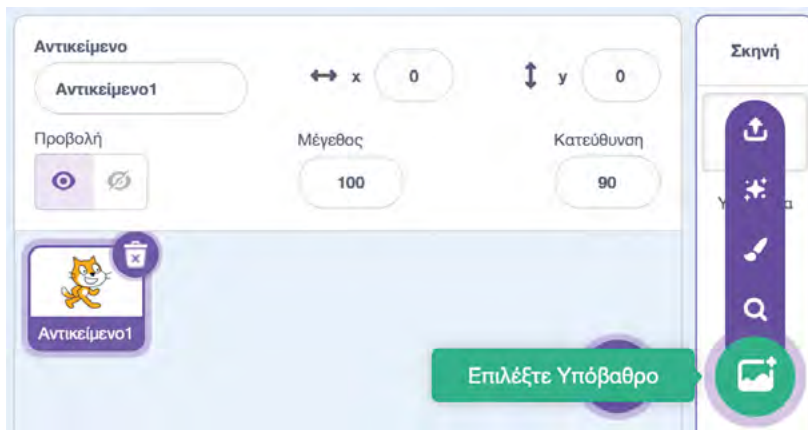 Αντικείμενο
Αντικείμενο1
x 0
y 0
Σκηνή
Προβολή
Μέγεθος
Κατεύθυνση
100
90
Αντικείμενο1
Επιλέξτε Υπόβαθρο